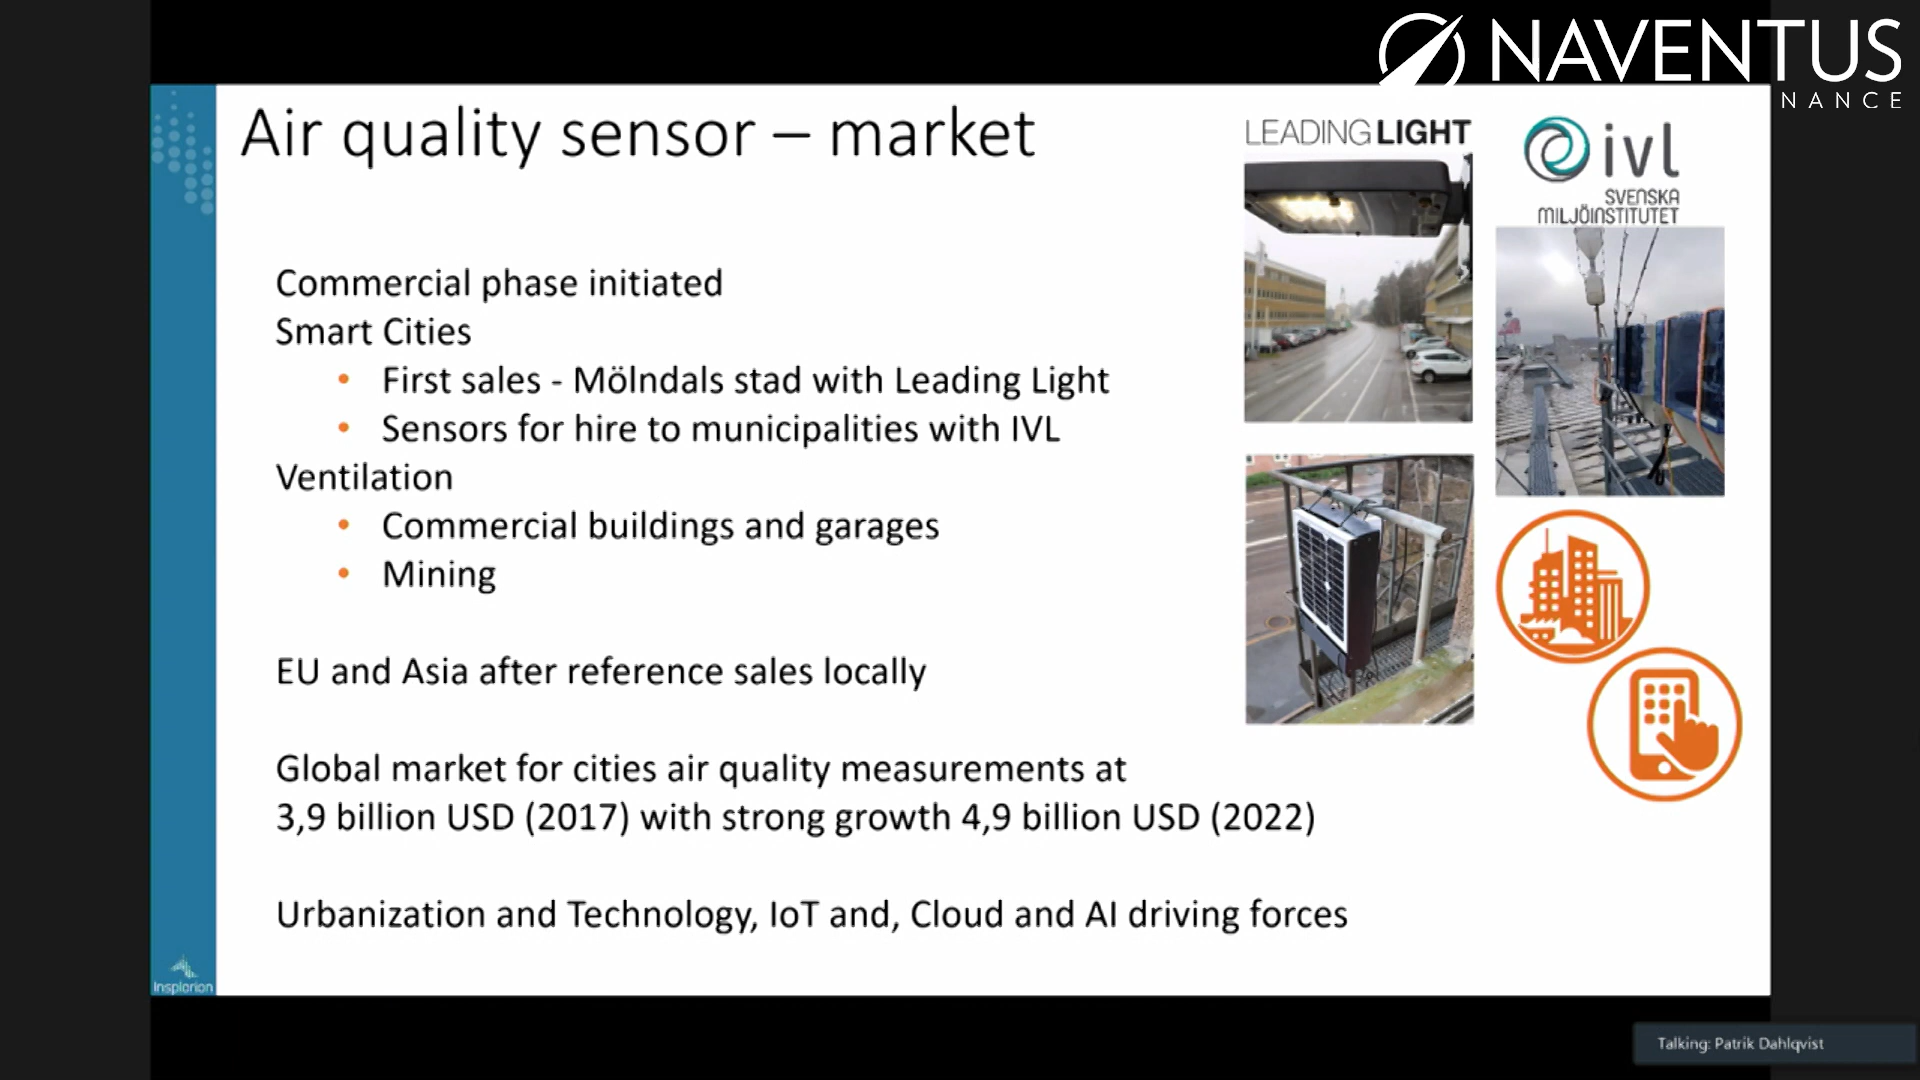 NAVENTUS
NANCE
Air quality sensor – market
LEADING LIGHT
ivl
SVENSKA
MILJÖINSTITUTET
Commercial phase initiated
Smart Cities
• First sales - Mölndals stad with Leading Light
• Sensors for hire to municipalities with IVL
Ventilation
• Commercial buildings and garages
• Mining
EU and Asia after reference sales locally
Global market for cities air quality measurements at
3,9 billion USD (2017) with strong growth 4,9 billion USD (2022)
Urbanization and Technology, IoT and, Cloud and AI driving forces
Insplorion
Talking: Patrik Dahlqvist